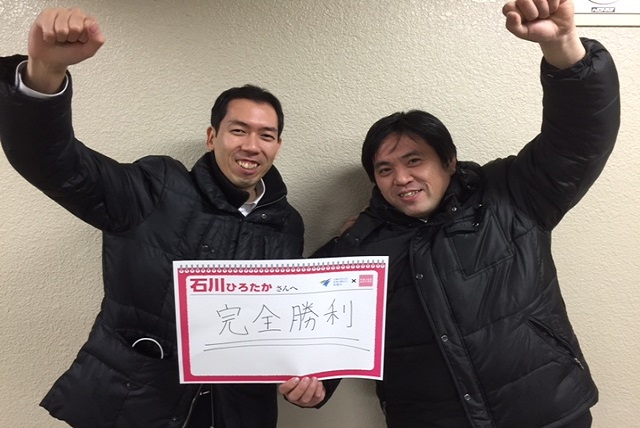 石川ひろたか さんへ
×
完全勝利